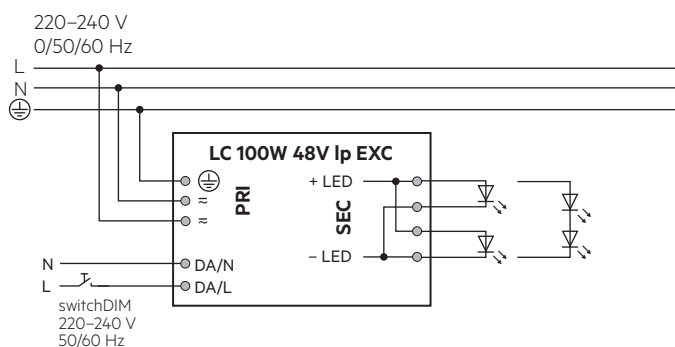 220–240 V
0/50/60 Hz
L
N
LC 100W 48V lp EXC
PRI
≂
≂
+ LED
SEC
– LED
N
DA/N
L
DA/L
switchDIM
220–240 V
50/60 Hz